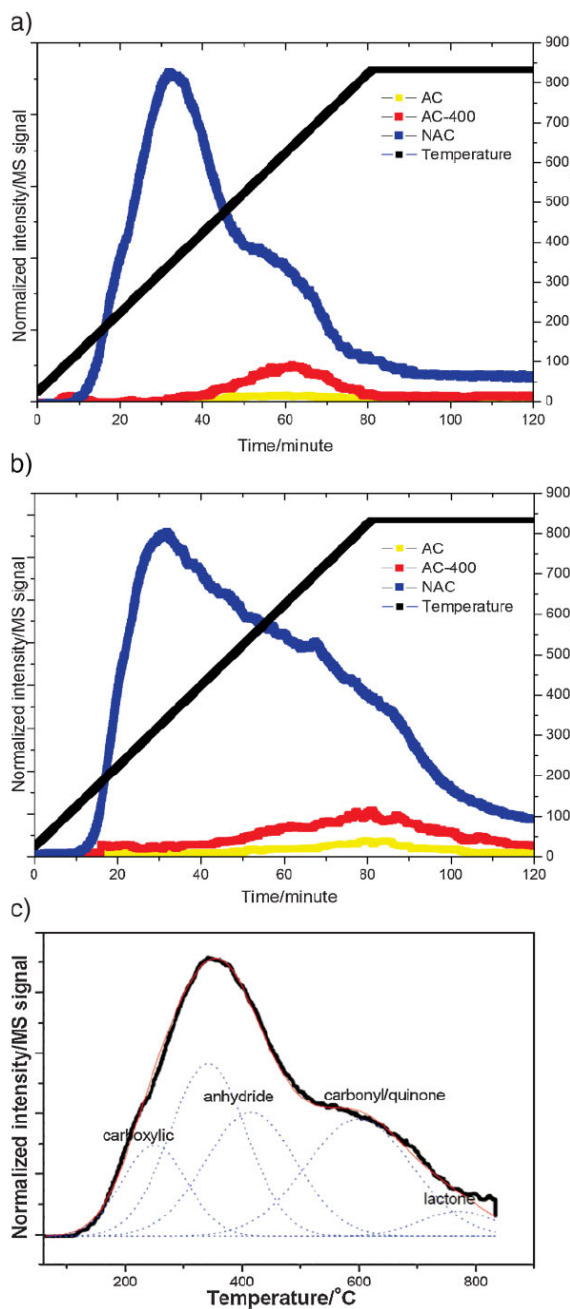 a)
Normalized intensity/MS signal
AC
AC-400
NAC
Temperature
900
800
700
600
500
400
300
200
100
0
0 20 40 60 80 100 120
Time/minute
b)
Normalized intensity/MS signal
AC
AC-400
NAC
Temperature
900
800
700
600
500
400
300
200
100
0
0 20 40 60 80 100 120
Time/minute
c)
Normalized intensity/MS signal
carboxylic
anhydride
carbonyl/quinone
lactone
200 400 600 800
Temperature/°C